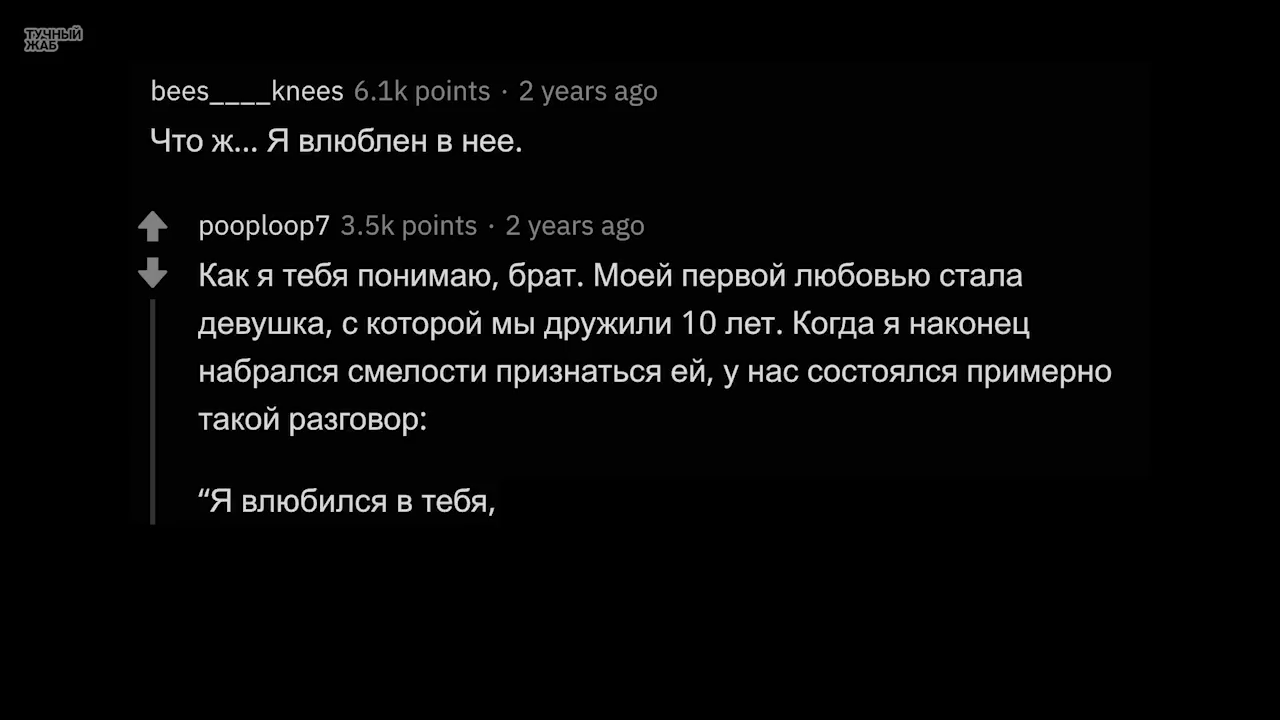 ТУЧНЫЙ
ЖАБ
bees____knees 6.1k points · 2 years ago
Что ж... Я влюблен в нее.
pooploop7 3.5k points · 2 years ago
Как я тебя понимаю, брат. Моей первой любовью стала
девушка, с которой мы дружили 10 лет. Когда я наконец
набрался смелости признаться ей, у нас состоялся примерно
такой разговор:
“Я влюбился в тебя,